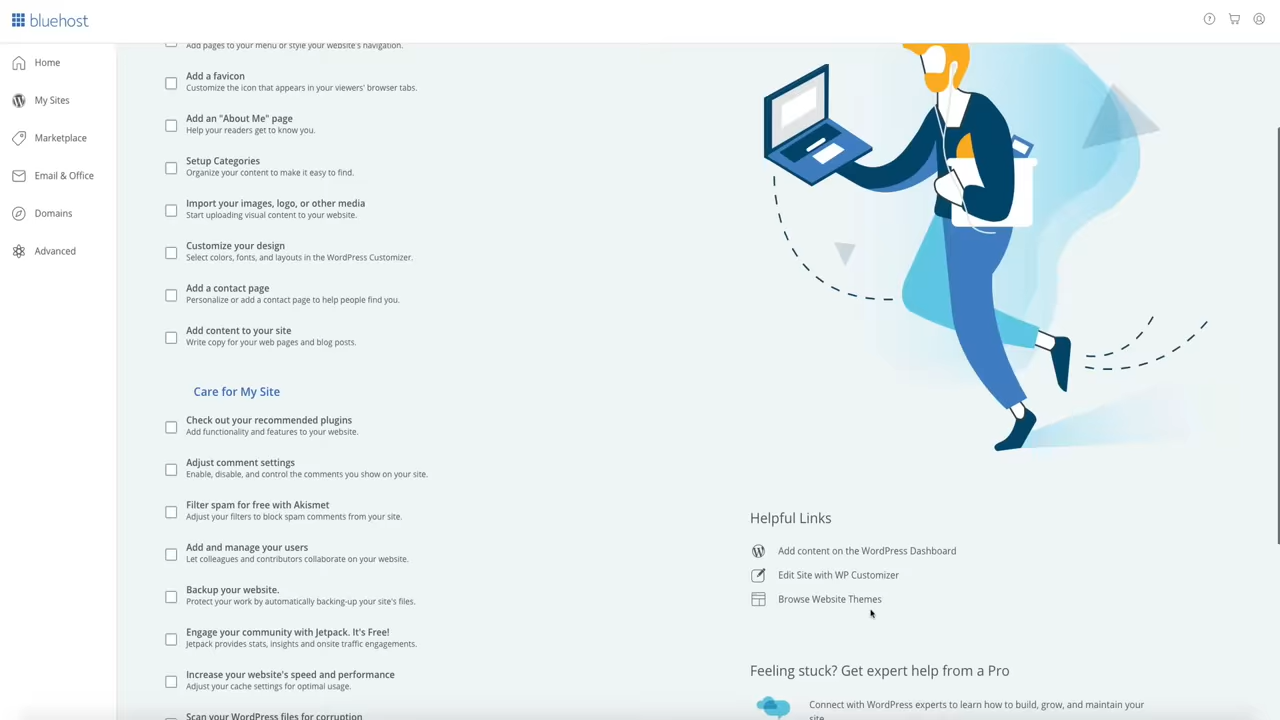 bluehost
Home
My Sites
Marketplace
Email & Office
Domains
Advanced
Add pages to your menu or style your website's navigation.
Add a favicon
Customize the icon that appears in your viewers' browser tabs.
Add an "About Me" page
Help your readers get to know you.
Setup Categories
Organize your content to make it easy to find.
Import your images, logo, or other media
Start uploading visual content to your website.
Customize your design
Select colors, fonts, and layouts in the WordPress Customizer.
Add a contact page
Personalize or add a contact page to help people find you.
Add content to your site
Write copy for your web pages and blog posts.
Care for My Site
Check out your recommended plugins
Add functionality and features to your website.
Adjust comment settings
Enable, disable, and control the comments you show on your site.
Filter spam for free with Akismet
Adjust your filters to block spam comments from your site.
Add and manage your users
Let colleagues and contributors collaborate on your website.
Backup your website.
Protect your work by automatically backing-up your site's files.
Engage your community with Jetpack. It's Free!
Jetpack provides stats, insights and onsite traffic engagements.
Increase your website's speed and performance
Adjust your cache settings for optimal usage.
Scan your WordPress files for corruption
Helpful Links
Add content on the WordPress Dashboard
Edit Site with WP Customizer
Browse Website Themes
Feeling stuck? Get expert help from a Pro
Connect with WordPress experts to learn how to build, grow, and maintain your
site.